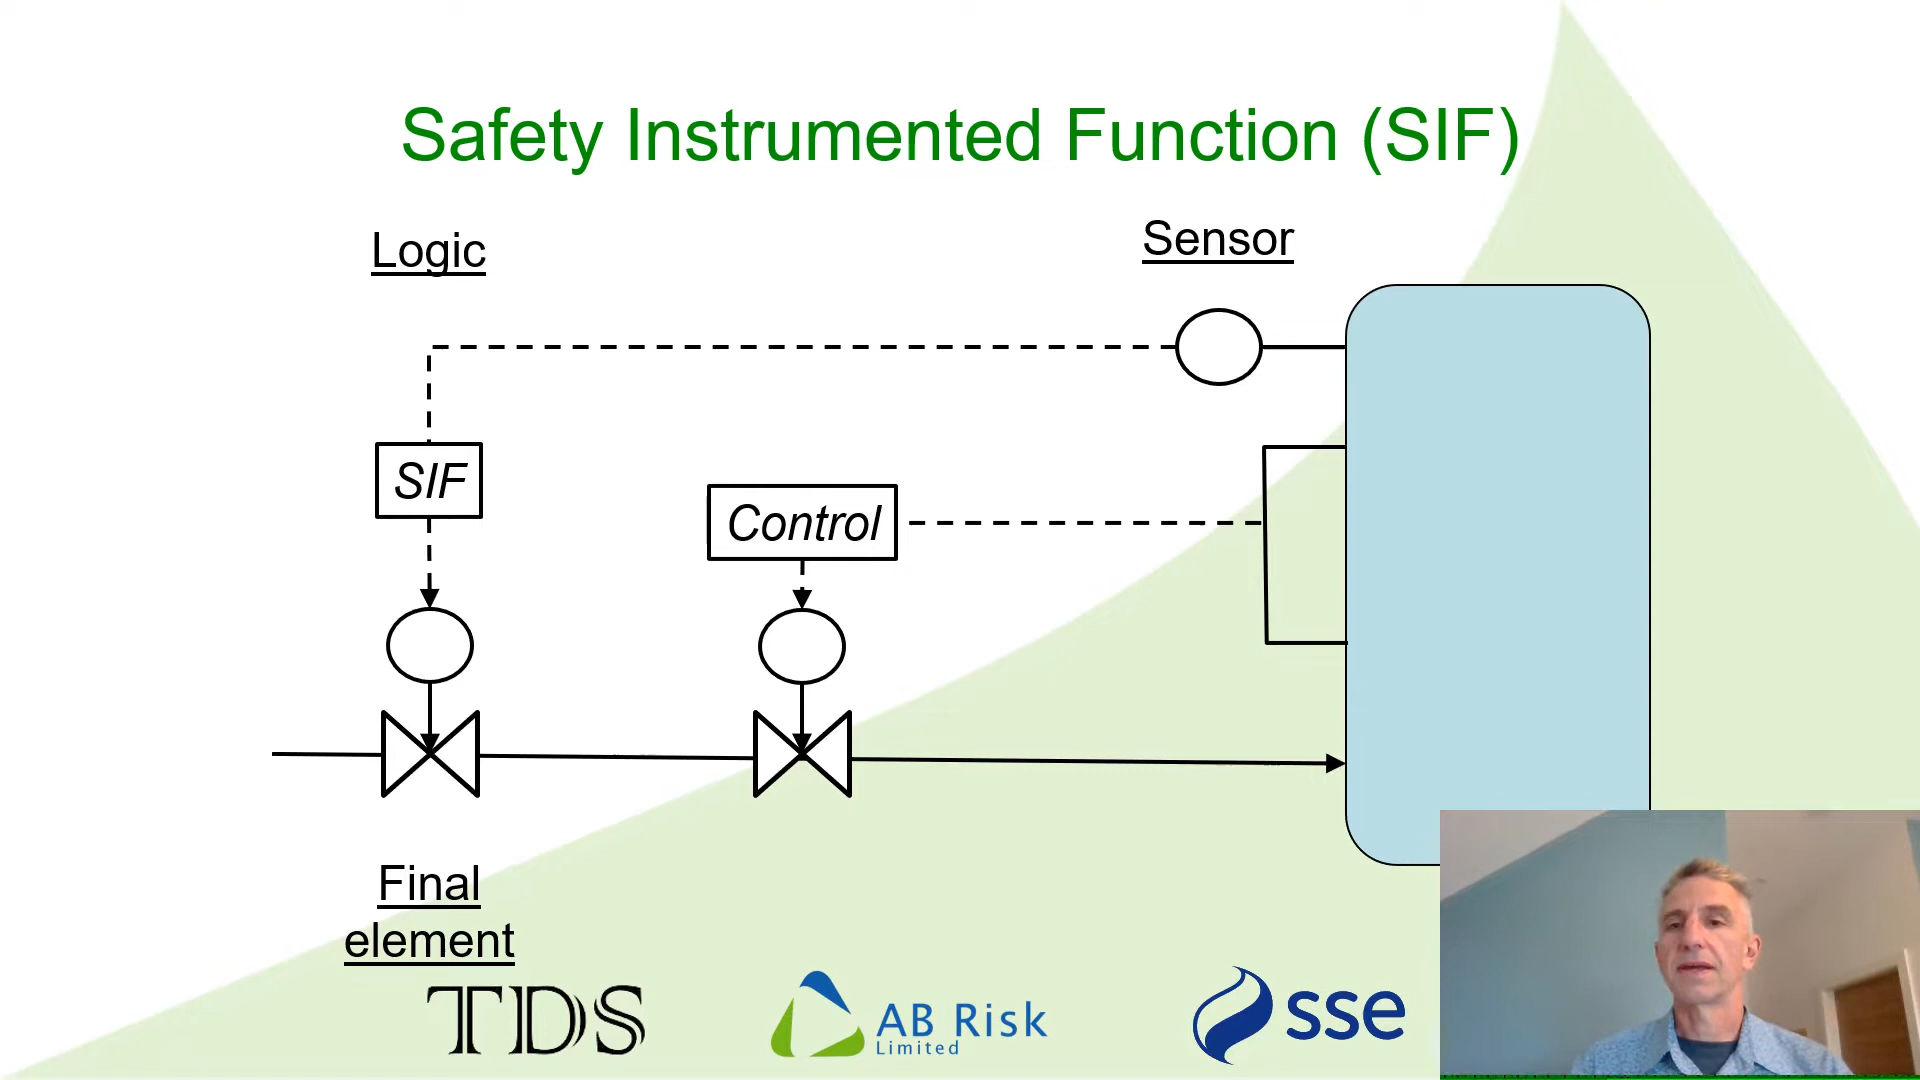 Safety Instrumented Function (SIF)
Logic
Sensor
SIF
Control
Final
element
TDS
AB Risk
Limited
sse